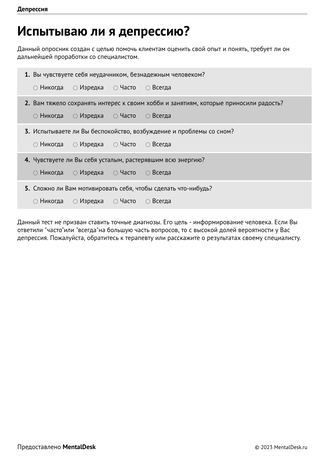 Депрессия
Испытываю ли я депрессию?
Данный опросник создан с целью помочь клиентам оценить свой опыт и понять, требует ли он
дальнейшей проработки со специалистом.
1. Вы чувствуете себя неудачником, безнадежным человеком?
Никогда Изредка Часто Всегда
2. Вам тяжело сохранять интерес к своим хобби и занятиям, которые приносили радость?
Никогда Изредка Часто Всегда
3. Испытываете ли Вы беспокойство, возбуждение и проблемы со сном?
Никогда Изредка Часто Всегда
4. Чувствуете ли Вы себя усталым, растерявшим всю энергию?
Никогда Изредка Часто Всегда
5. Сложно ли Вам мотивировать себя, чтобы сделать что-нибудь?
Никогда Изредка Часто Всегда
Данный тест не призван ставить точные диагнозы. Его цель - информирование человека. Если Вы
ответили "часто"или "всегда"на большую часть вопросов, то с высокой долей вероятности у Вас
депрессия. Пожалуйста, обратитесь к терапевту или расскажите о результатах своему специалисту.
Предоставлено MentalDesk
© 2023 MentalDesk.ru